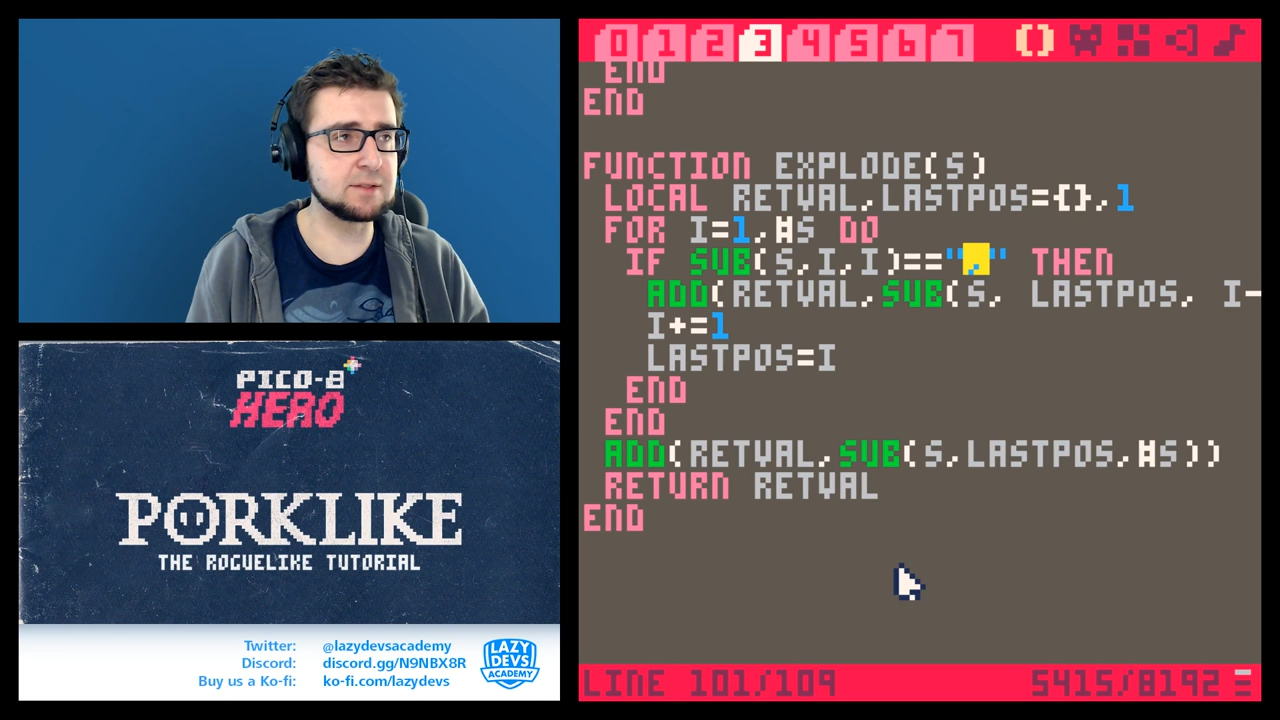 0 1 2 3 4 5 6 7
END
END
FUNCTION EXPLODE(S)
LOCAL RETVAL,LASTPOS={},1
FOR I=1,#S DO
IF SUB(S,I,I)=="," THEN
ADD(RETVAL,SUB(S, LASTPOS, I-
I+=1
LASTPOS=I
END
END
ADD(RETVAL,SUB(S,LASTPOS,#S))
RETURN RETVAL
END
LINE 101/109 5415/8192
PICO-8
HERO
PORKLIKE
THE ROGUELIKE TUTORIAL
Twitter: @lazydevsacademy
Discord: discord.gg/N9NBX8R
Buy us a Ko-fi: ko-fi.com/lazydevs
LAZY
DEVS
ACADEMY